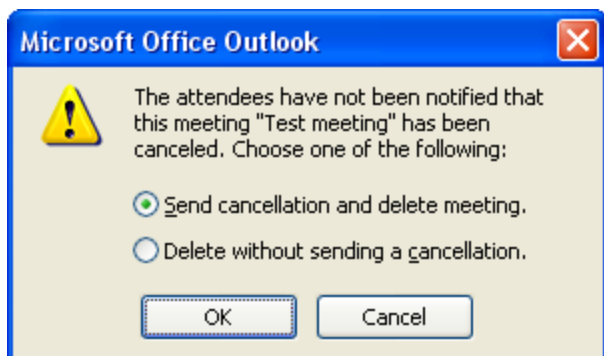 Microsoft Office Outlook
The attendees have not been notified that
this meeting "Test meeting" has been
canceled. Choose one of the following:
Send cancellation and delete meeting.
Delete without sending a cancellation.
OK Cancel